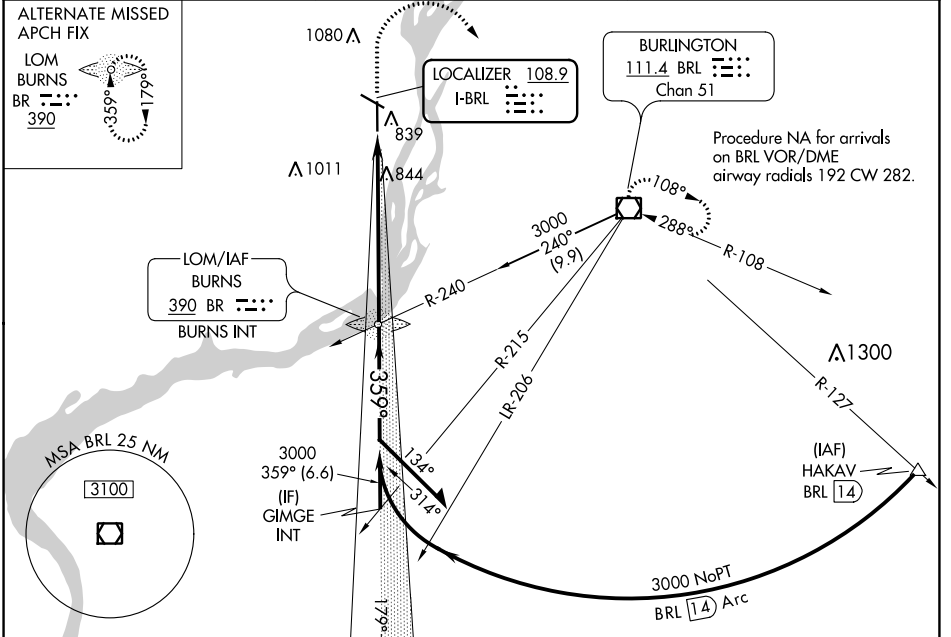 ALTERNATE MISSED
APCH FIX
LOM
BURNS
BR
390
359°
179°
1080
LOCALIZER 108.9
I-BRL
BURLINGTON
111.4 BRL
Chan 51
Procedure NA for arrivals
on BRL VOR/DME
airway radials 192 CW 282.
839
1011
844
108°
288°
R-108
3000
240°
(9.9)
R-240
LOM/IAF
BURNS
390 BR
BURNS INT
R-215
LR-206
1300
R-127
359°
MSA BRL 25 NM
3100
3000
359° (6.6)
(IF)
GIMGE
INT
134°
314°
(IAF)
HAKAV
BRL 14
3000 NoPT
BRL 14 Arc
179°